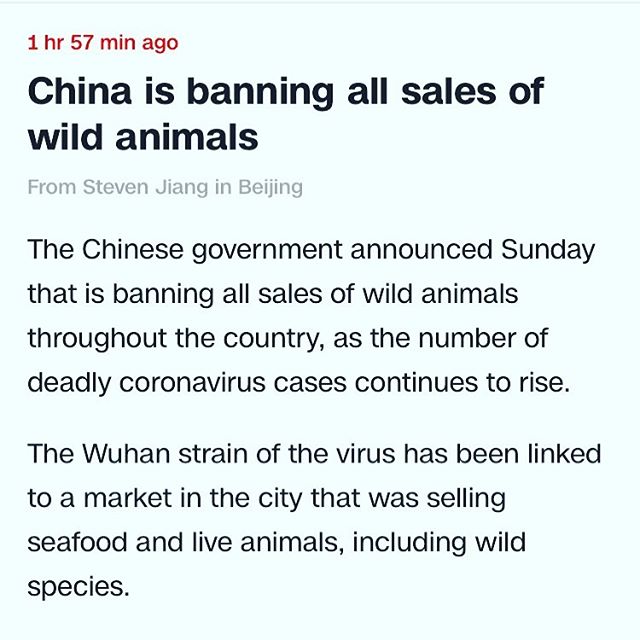 1 hr 57 min ago
China is banning all sales of
wild animals
From Steven Jiang in Beijing
The Chinese government announced Sunday
that is banning all sales of wild animals
throughout the country, as the number of
deadly coronavirus cases continues to rise.
The Wuhan strain of the virus has been linked
to a market in the city that was selling
seafood and live animals, including wild
species.